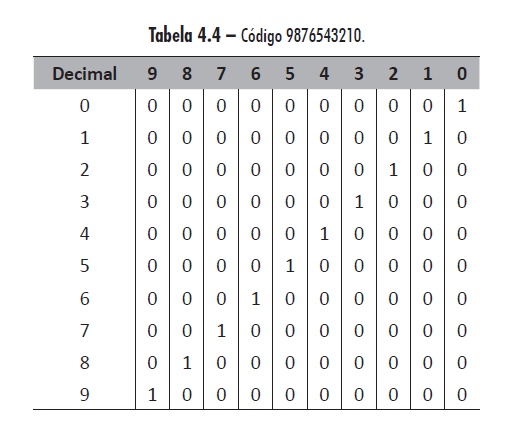 Tabela 4.4 – Código 9876543210.
Decimal 9 8 7 6 5 4 3 2 1 0
0 0 0 0 0 0 0 0 0 0 1
1 0 0 0 0 0 0 0 0 1 0
2 0 0 0 0 0 0 0 1 0 0
3 0 0 0 0 0 0 1 0 0 0
4 0 0 0 0 0 1 0 0 0 0
5 0 0 0 0 1 0 0 0 0 0
6 0 0 0 1 0 0 0 0 0 0
7 0 0 1 0 0 0 0 0 0 0
8 0 1 0 0 0 0 0 0 0 0
9 1 0 0 0 0 0 0 0 0 0